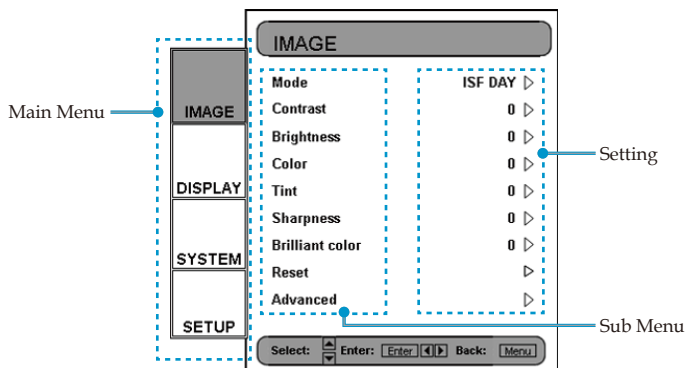 IMAGE
Mode ISF DAY
Contrast 0
Brightness 0
Color 0
Tint 0
Sharpness 0
Brilliant color 0
Reset
Advanced
Select: Enter: Enter Back: Menu
IMAGE
DISPLAY
SYSTEM
SETUP
Main Menu
Setting
Sub Menu